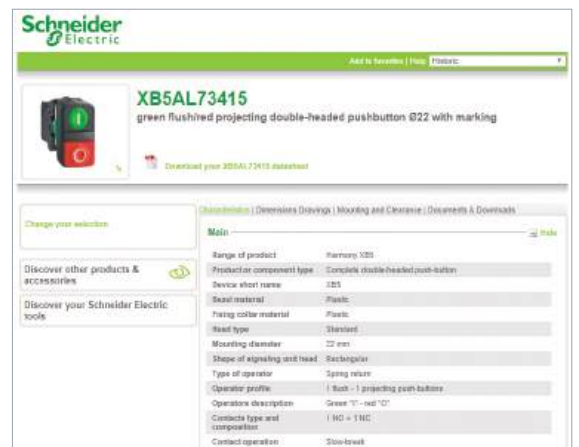 Schneider
Electric
Add to favorites | Help Historic
XB5AL73415
green flush/red projecting double-headed pushbutton Ø22 with marking
Download your XB5AL73415 datasheet
Characteristics | Dimensions Drawings | Mounting and Clearance | Documents & Downloads
Change your selection
Main
Hide
Range of product Harmony XB5
Product or component type Complete double-headed push-button
Discover other products &
accessories
Device short name XB5
Bezel material Plastic
Fixing collar material Plastic
Discover your Schneider Electric
tools
Head type Standard
Mounting diameter 22 mm
Shape of signaling unit head Rectangular
Type of operator Spring return
Operator profile 1 flush - 1 projecting push-buttons
Operators description Green "I" - red "O"
Contacts type and
composition 1 NO + 1 NC
Contact operation Slow-break